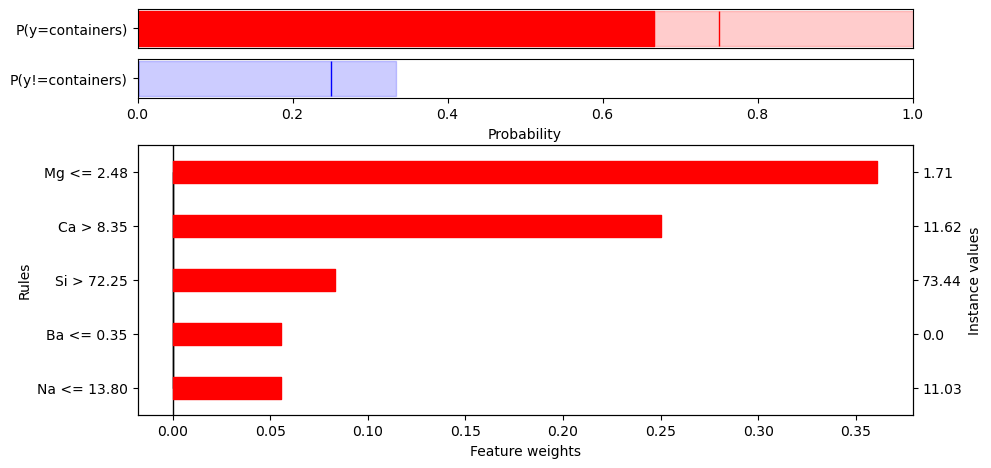 P(y=containers)
P(y!=containers)
0.0 0.2 0.4 0.6 0.8 1.0
Probability
Mg <= 2.48 1.71
Ca > 8.35 11.62
Si > 72.25 73.44
Ba <= 0.35 0.0
Na <= 13.80 11.03
Rules
Instance values
0.00 0.05 0.10 0.15 0.20 0.25 0.30 0.35
Feature weights